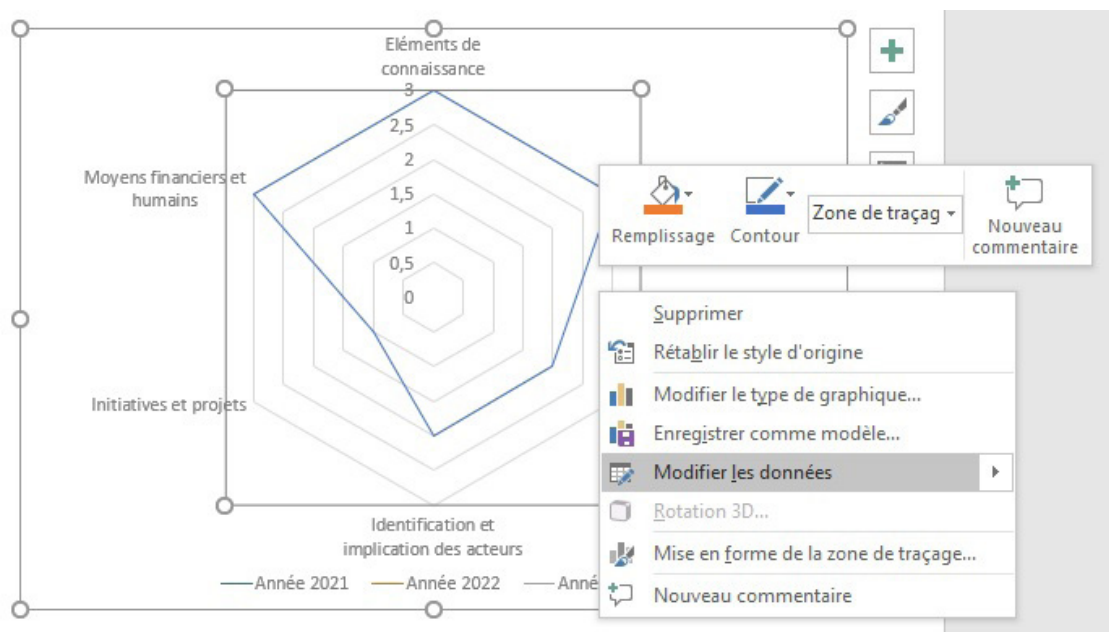 Eléments de
connaissance
3
2,5
2
1,5
1
0,5
0
Moyens financiers et
humains
Initiatives et projets
Identification et
implication des acteurs
Année 2021 Année 2022 Anné
Remplissage Contour Zone de traçag Nouveau
commentaire
Supprimer
Rétablir le style d'origine
Modifier le type de graphique...
Enregistrer comme modèle...
Modifier les données
Rotation 3D...
Mise en forme de la zone de traçage...
Nouveau commentaire